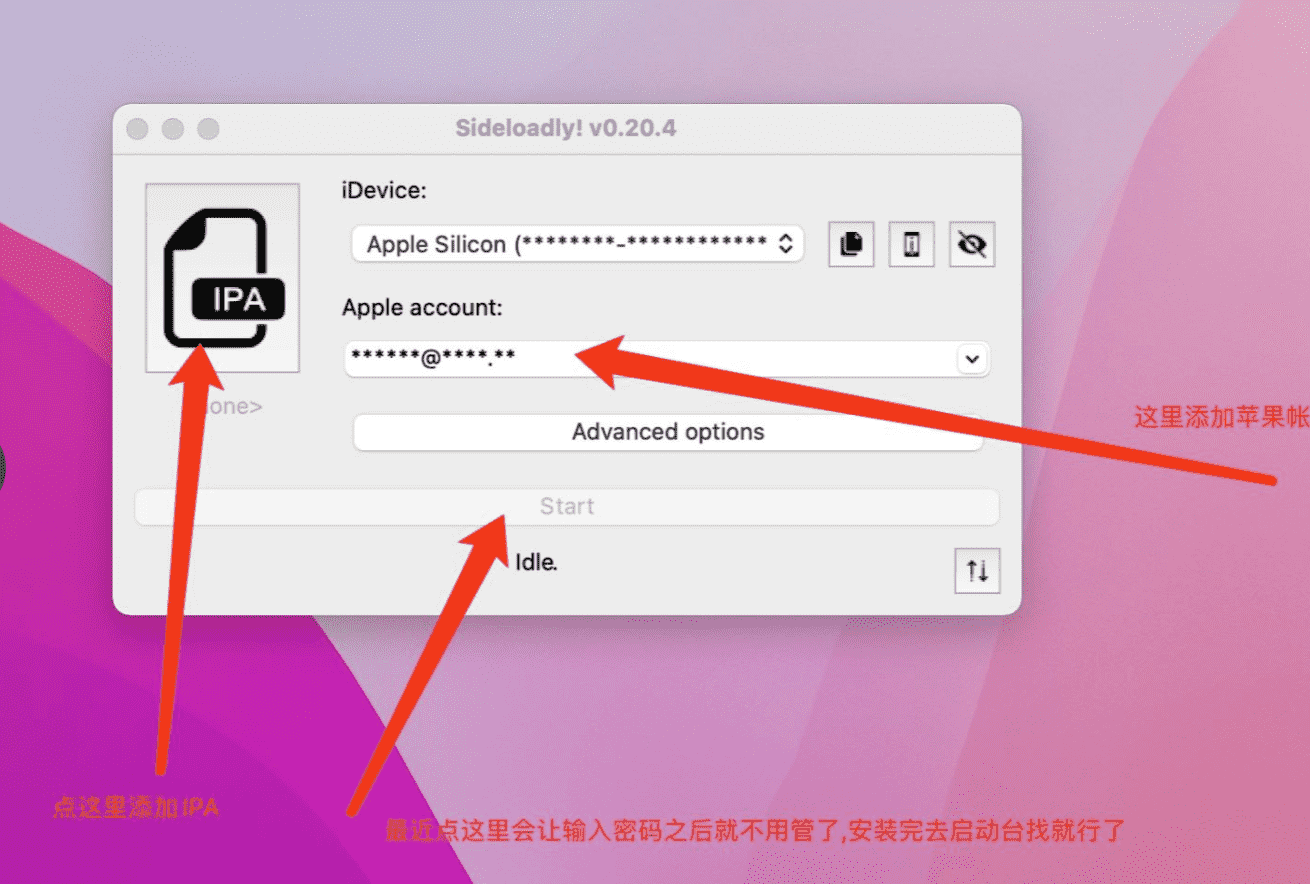 Sideloadly! v0.20.4
iDevice:
Apple Silicon (********-************
IPA
Apple account:
******@****.**
one>
这里添加苹果帐
Advanced options
Start
Idle.
点这里添加IPA
最近点这里会让输入密码之后就不用管了,安装完去启动台找就行了